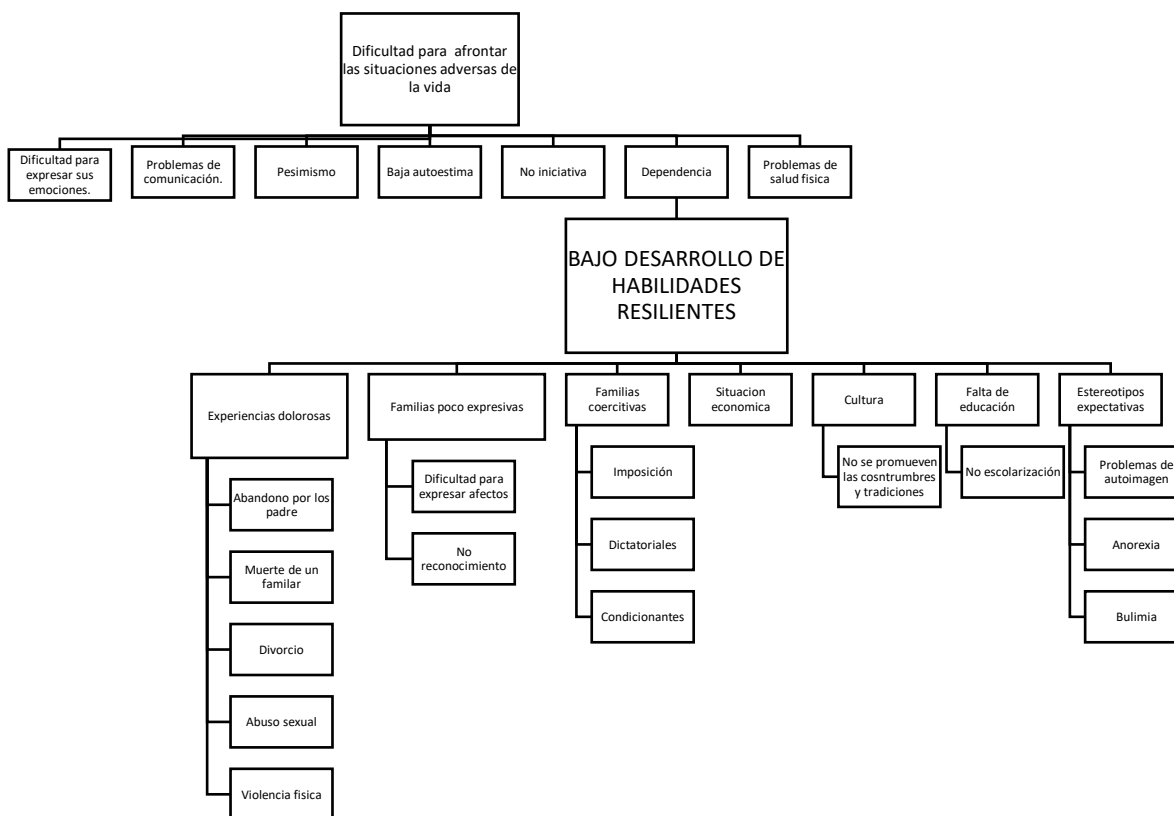 Dificultad para afrontar
las situaciones adversas de
la vida
Dificultad para
expresar sus
emociones.
Problemas de
comunicación.
Pesimismo
Baja autoestima
No iniciativa
Dependencia
Problemas de
salud fisica
BAJO DESARROLLO DE
HABILIDADES
RESILIENTES
Experiencias dolorosas
Abandono por los
padre
Muerte de un
familar
Divorcio
Abuso sexual
Violencia fisica
Familias poco expresivas
Dificultad para
expresar afectos
No
reconocimiento
Familias
coercitivas
Imposición
Dictatoriales
Condicionantes
Situacion
economica
Cultura
No se promueven
las cosntrumbres
y tradiciones
Falta de
educación
No escolarización
Estereotipos
expectativas
Problemas de
autoimagen
Anorexia
Bulimia